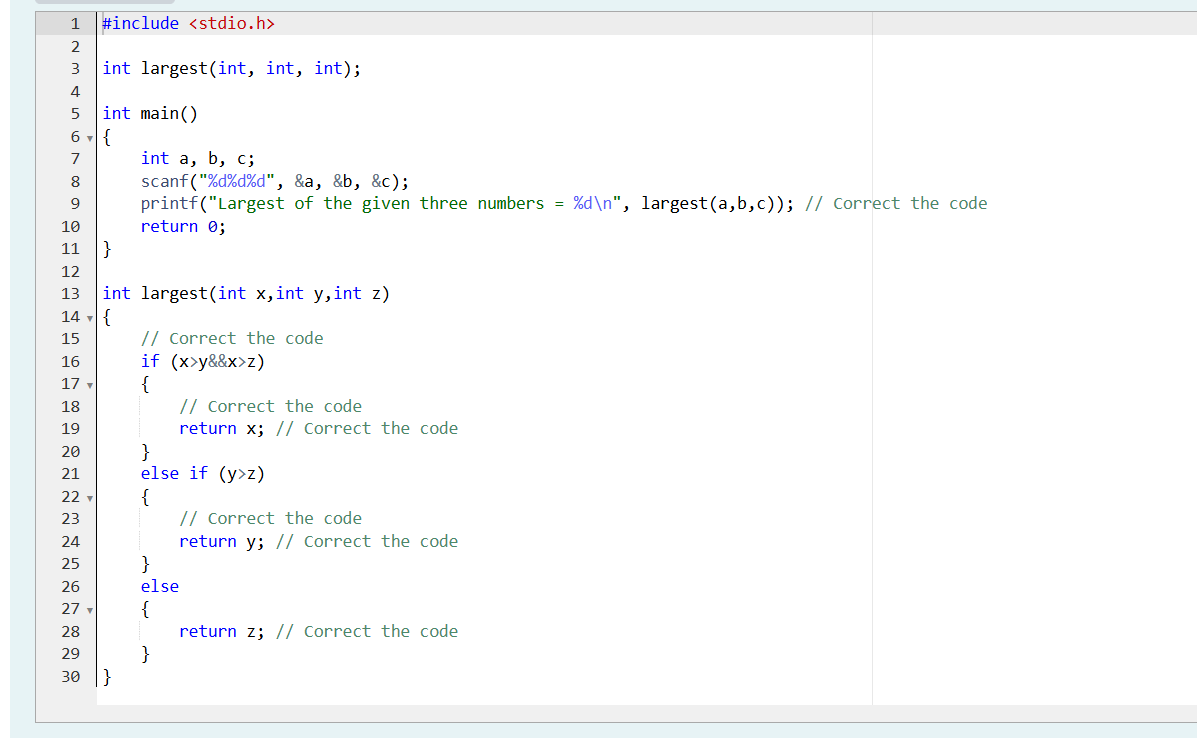 1 #include <stdio.h>
2
3 int largest(int, int, int);
4
5 int main()
6 {
7 int a, b, c;
8 scanf("%d%d%d", &a, &b, &c);
9 printf("Largest of the given three numbers = %d\n", largest(a,b,c)); // Correct the code
10 return 0;
11 }
12
13 int largest(int x,int y,int z)
14 {
15 // Correct the code
16 if (x>y&&x>z)
17 {
18 // Correct the code
19 return x; // Correct the code
20 }
21 else if (y>z)
22 {
23 // Correct the code
24 return y; // Correct the code
25 }
26 else
27 {
28 return z; // Correct the code
29 }
30 }